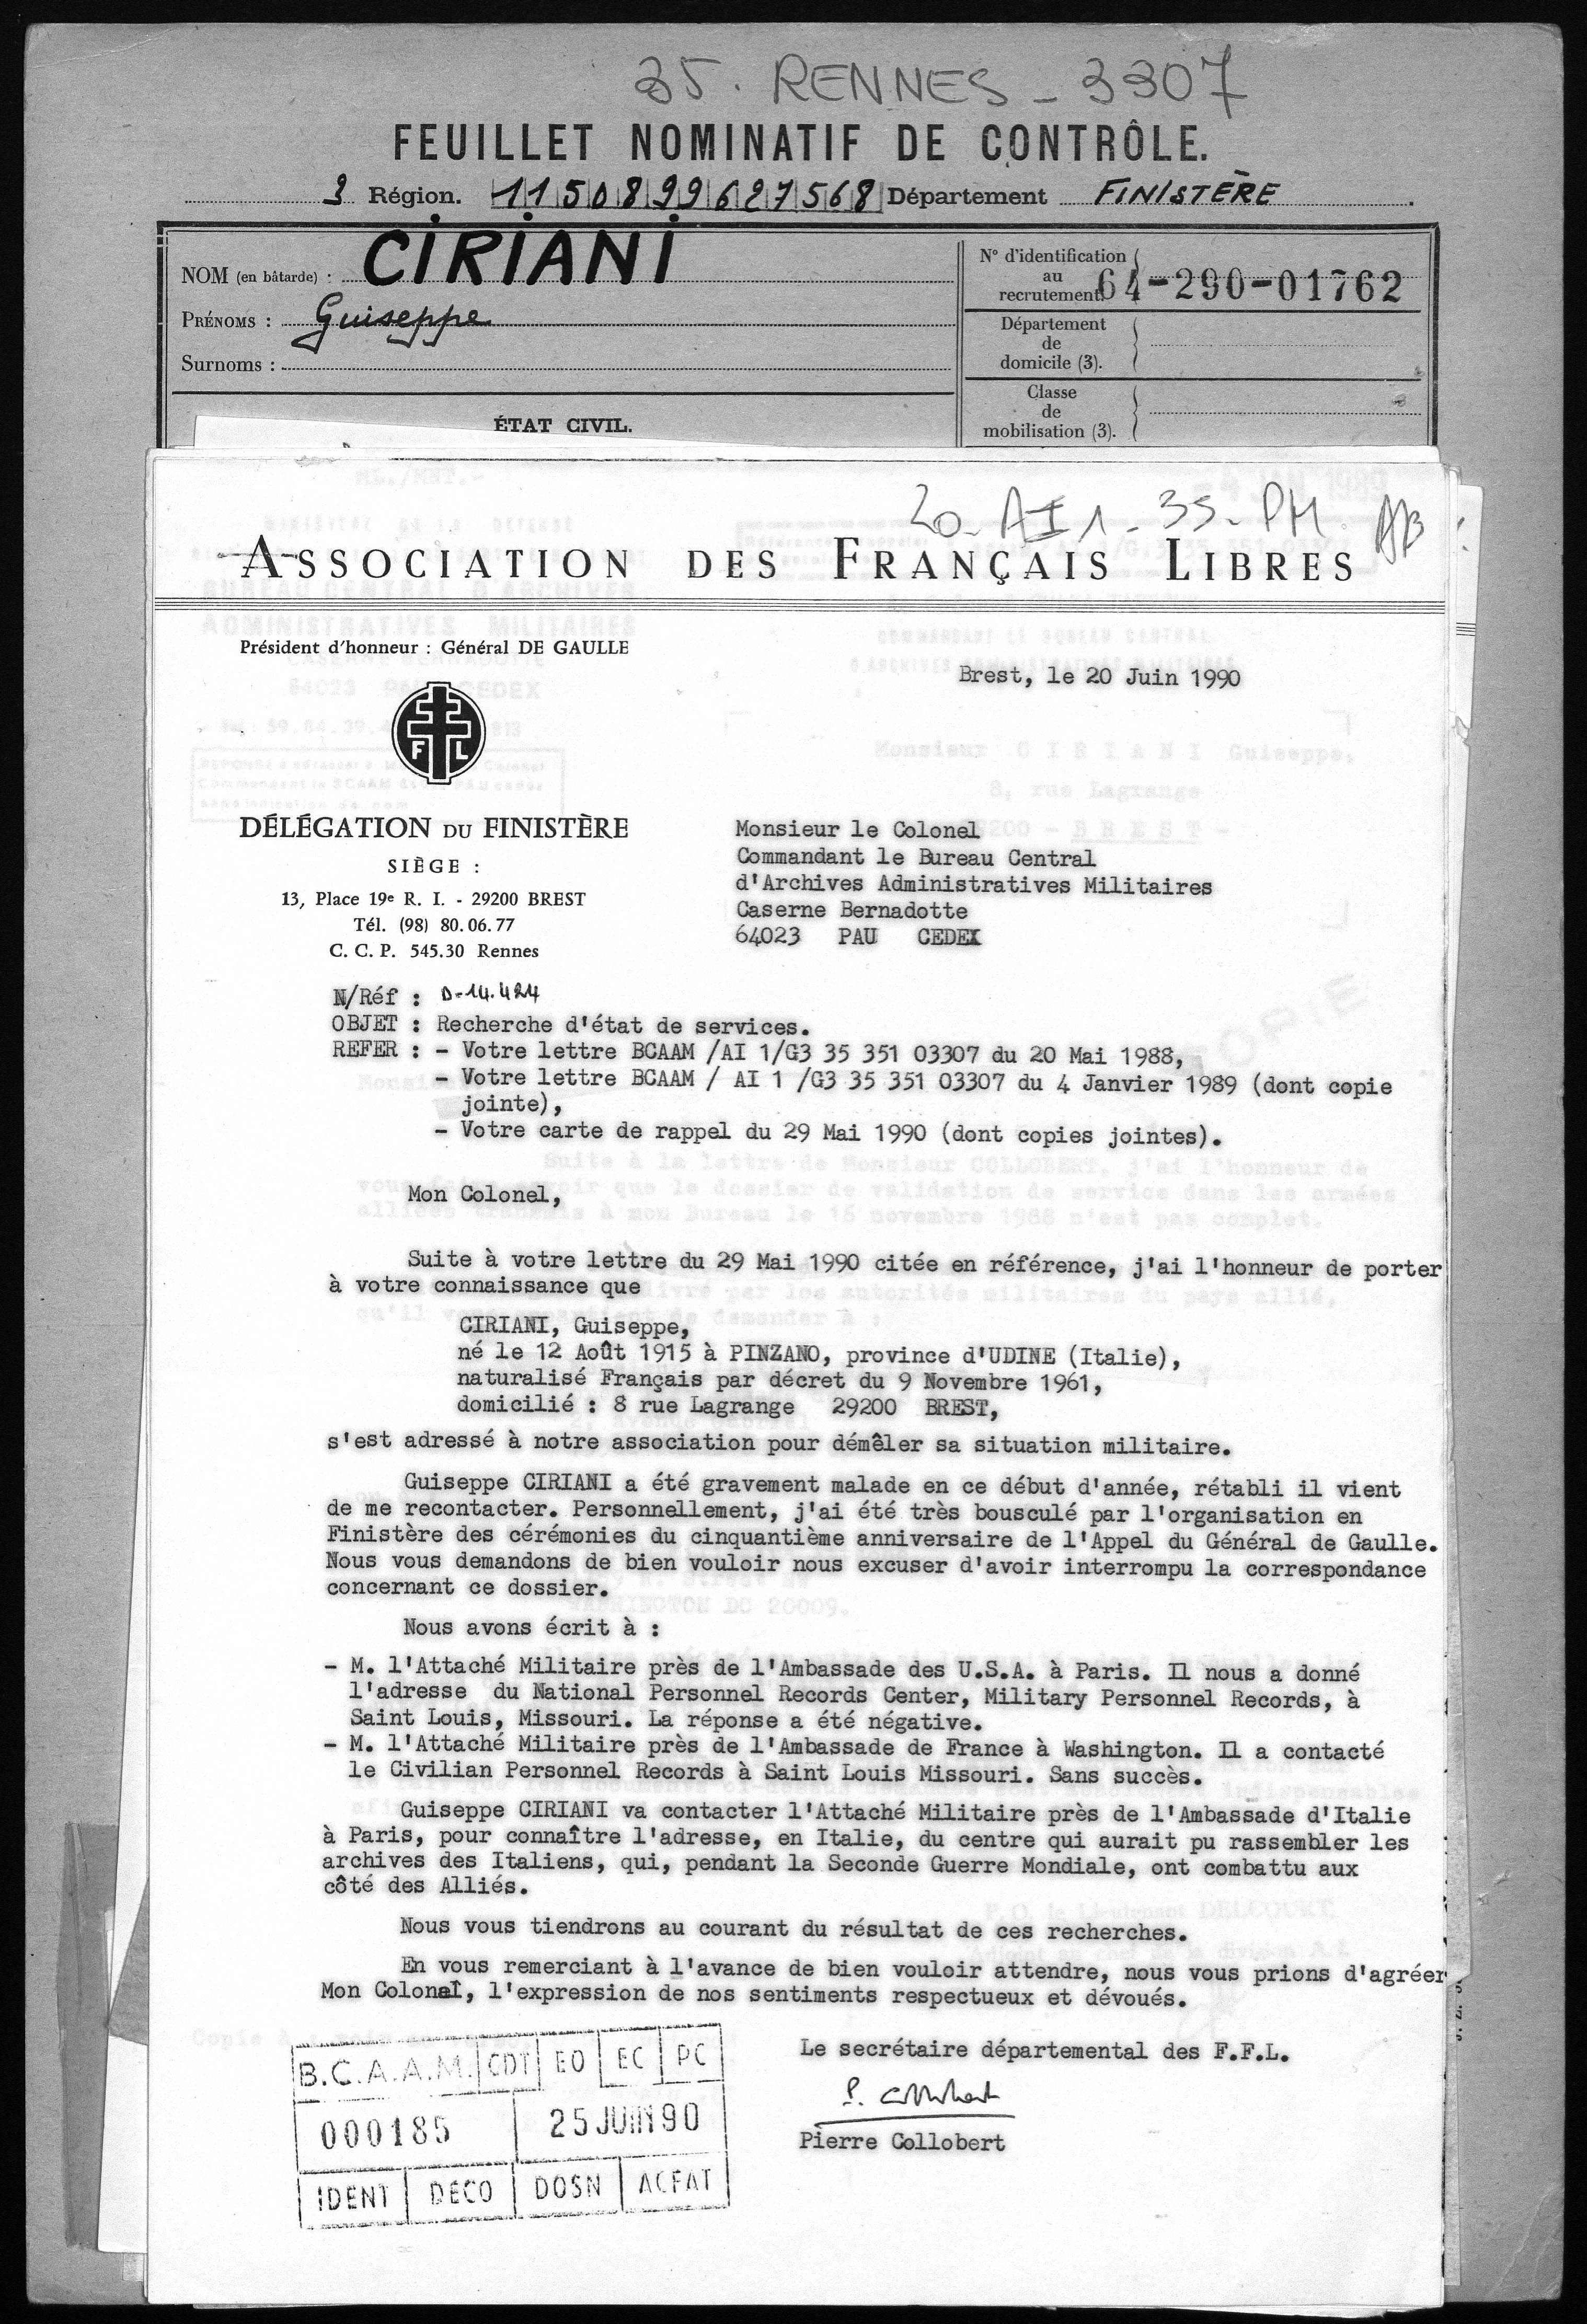 35. RENNES - 3307
FEUILLET NOMINATIF DE CONTRÔLE.
3 Région. 1150899627568 Département FINISTÈRE
NOM (en bâtarde) : CIRIANI
PRÉNOMS : Guiseppe
Surnoms :
ÉTAT CIVIL.
N° d'identification
au
recrutement 64-290-01762
Département
de
domicile (3).
Classe
de
mobilisation (3).
20-AI1-35-PM AB
ASSOCIATION DES FRANÇAIS LIBRES
Président d'honneur : Général DE GAULLE
Brest, le 20 Juin 1990
F L
DÉLÉGATION DU FINISTÈRE
SIÈGE :
13, Place 19e R. I. - 29200 BREST
Tél. (98) 80.06.77
C. C. P. 545.30 Rennes
Monsieur le Colonel
Commandant le Bureau Central
d'Archives Administratives Militaires
Caserne Bernadotte
64023 PAU CEDEX
N/Réf : D-14.424
OBJET : Recherche d'état de services.
REFER : - Votre lettre BCAAM /AI 1/G3 35 351 03307 du 20 Mai 1988,
- Votre lettre BCAAM / AI 1 /G3 35 351 03307 du 4 Janvier 1989 (dont copie
jointe),
- Votre carte de rappel du 29 Mai 1990 (dont copies jointes).
Mon Colonel,
Suite à votre lettre du 29 Mai 1990 citée en référence, j'ai l'honneur de porter
à votre connaissance que
CIRIANI, Guiseppe,
né le 12 Août 1915 à PINZANO, province d'UDINE (Italie),
naturalisé Français par décret du 9 Novembre 1961,
domicilié : 8 rue Lagrange 29200 BREST,
s'est adressé à notre association pour démêler sa situation militaire.
Guiseppe CIRIANI a été gravement malade en ce début d'année, rétabli il vient
de me recontacter. Personnellement, j'ai été très bousculé par l'organisation en
Finistère des cérémonies du cinquantième anniversaire de l'Appel du Général de Gaulle.
Nous vous demandons de bien vouloir nous excuser d'avoir interrompu la correspondance
concernant ce dossier.
Nous avons écrit à :
- M. l'Attaché Militaire près de l'Ambassade des U.S.A. à Paris. Il nous a donné
l'adresse du National Personnel Records Center, Military Personnel Records, à
Saint Louis, Missouri. La réponse a été négative.
- M. l'Attaché Militaire près de l'Ambassade de France à Washington. Il a contacté
le Civilian Personnel Records à Saint Louis Missouri. Sans succès.
Guiseppe CIRIANI va contacter l'Attaché Militaire près de l'Ambassade d'Italie
à Paris, pour connaître l'adresse, en Italie, du centre qui aurait pu rassembler les
archives des Italiens, qui, pendant la Seconde Guerre Mondiale, ont combattu aux
côté des Alliés.
Nous vous tiendrons au courant du résultat de ces recherches.
En vous remerciant à l'avance de bien vouloir attendre, nous vous prions d'agréer
Mon Colonel, l'expression de nos sentiments respectueux et dévoués.
Le secrétaire départemental des F.F.L.
P. Collobert
Pierre Collobert
B.C.A.A.M. CDT EO EC PC
000185 25 JUIN 90
IDENT DECO DOSN ACFAT